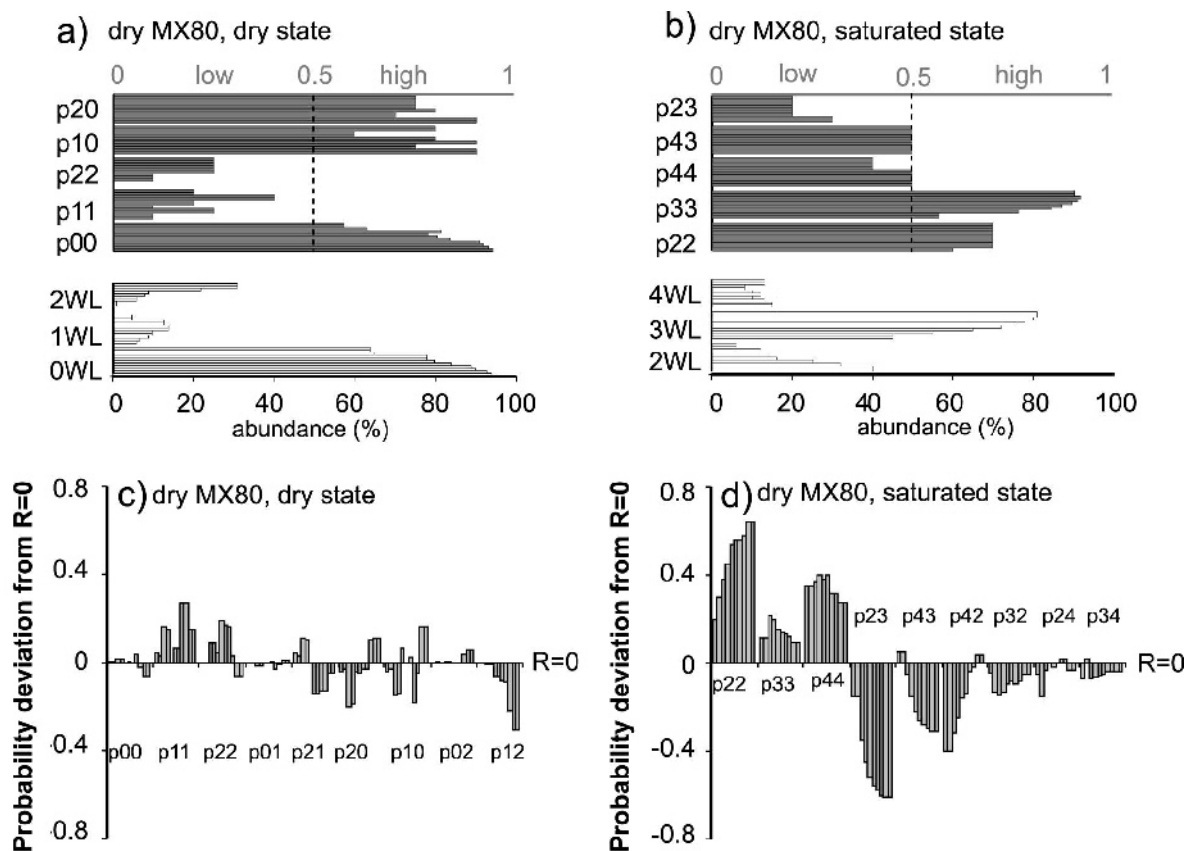 a) dry MX80, dry state
0 low 0.5 high 1
p20
p10
p22
p11
p00
2WL
1WL
0WL
0 20 40 60 80 100
abundance (%)
b) dry MX80, saturated state
0 low 0.5 high 1
p23
p43
p44
p33
p22
4WL
3WL
2WL
0 20 40 60 80 100
abundance (%)
c) dry MX80, dry state
Probability deviation from R=0
0.8
0.4
0
-0.4
-0.8
R=0
p00 p11 p22 p01 p21 p20 p10 p02 p12
d) dry MX80, saturated state
Probability deviation from R=0
0.8
0.4
0
-0.4
-0.8
p23 p43 p42 p32 p24 p34
R=0
p22 p33 p44